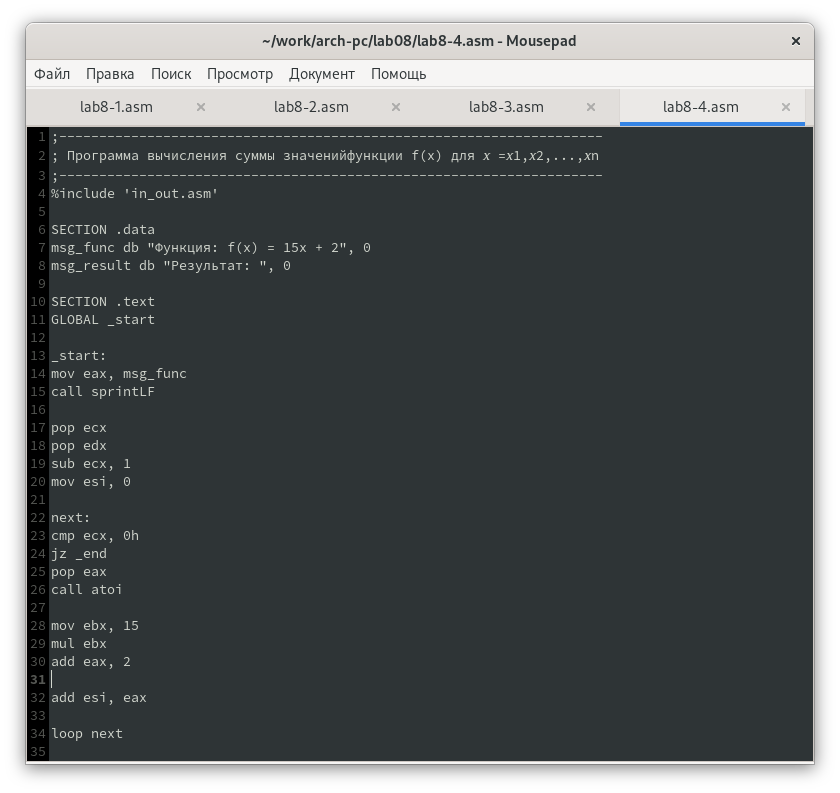 ~/work/arch-pc/lab08/lab8-4.asm - Mousepad ×
Файл Правка Поиск Просмотр Документ Помощь
lab8-1.asm × lab8-2.asm × lab8-3.asm × lab8-4.asm ×
1 ;--------------------------------------------------------------------
2 ; Программа вычисления суммы значенийфункции f(x) для 𝑥 =𝑥1,𝑥2,...,𝑥n
3 ;--------------------------------------------------------------------
4 %include 'in_out.asm'
5
6 SECTION .data
7 msg_func db "Функция: f(x) = 15x + 2", 0
8 msg_result db "Результат: ", 0
9
10 SECTION .text
11 GLOBAL _start
12
13 _start:
14 mov eax, msg_func
15 call sprintLF
16
17 pop ecx
18 pop edx
19 sub ecx, 1
20 mov esi, 0
21
22 next:
23 cmp ecx, 0h
24 jz _end
25 pop eax
26 call atoi
27
28 mov ebx, 15
29 mul ebx
30 add eax, 2
31
32 add esi, eax
33
34 loop next
35